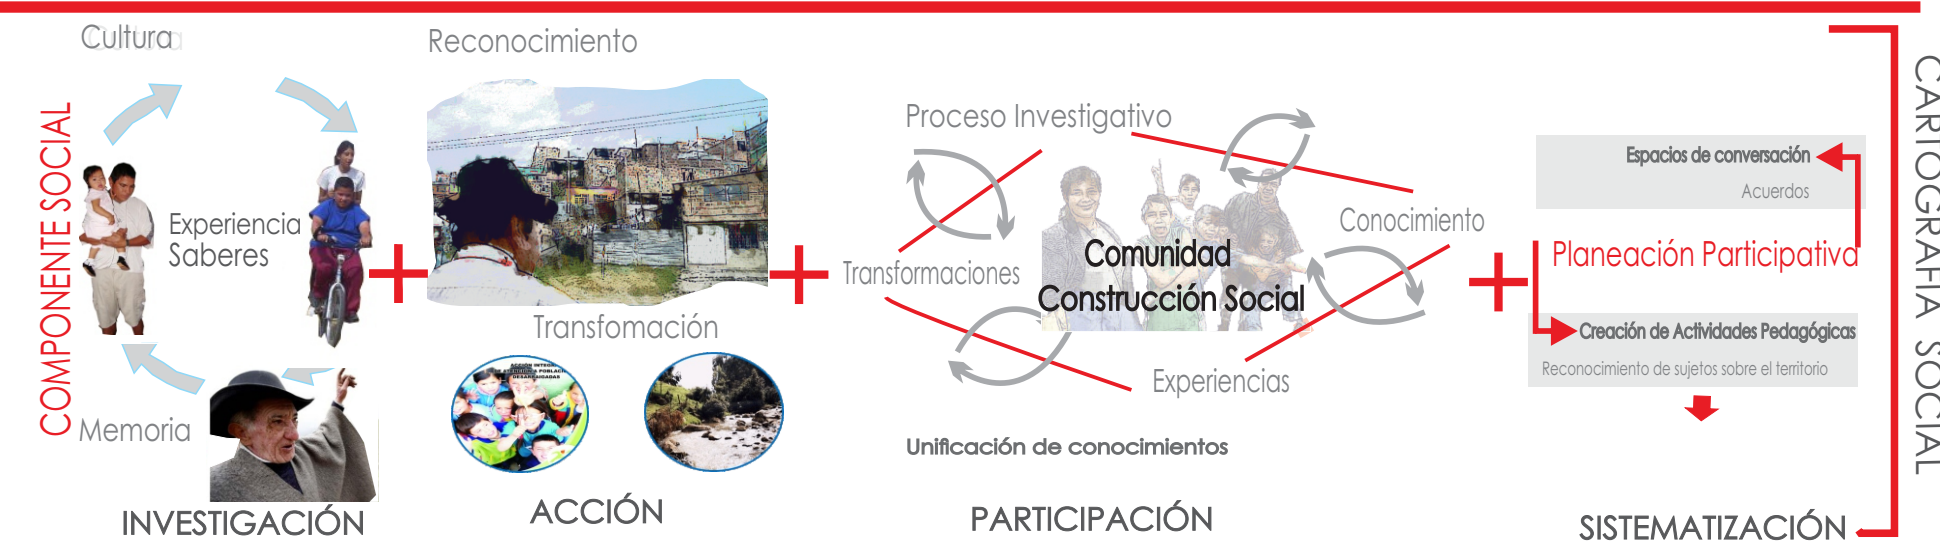 Cultura
COMPONENTE SOCIAL
Experiencia
Saberes
Memoria
INVESTIGACIÓN
Reconocimiento
Transfomación
ACCIÓN
Proceso Investigativo
Conocimiento
Transformaciones
Comunidad
Construcción Social
Experiencias
Unificación de conocimientos
PARTICIPACIÓN
Espacios de conversación
Acuerdos
Planeación Participativa
Creación de Actividades Pedagógicas
Reconocimiento de sujetos sobre el territorio
SISTEMATIZACIÓN
CARTOGRAFIA SOCIAL